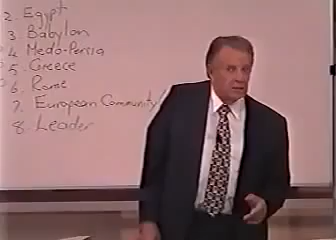 2. Egypt
3. Babylon
4. Medo-Persia
5. Greece
6. Rome
7. European Community
8. Leader